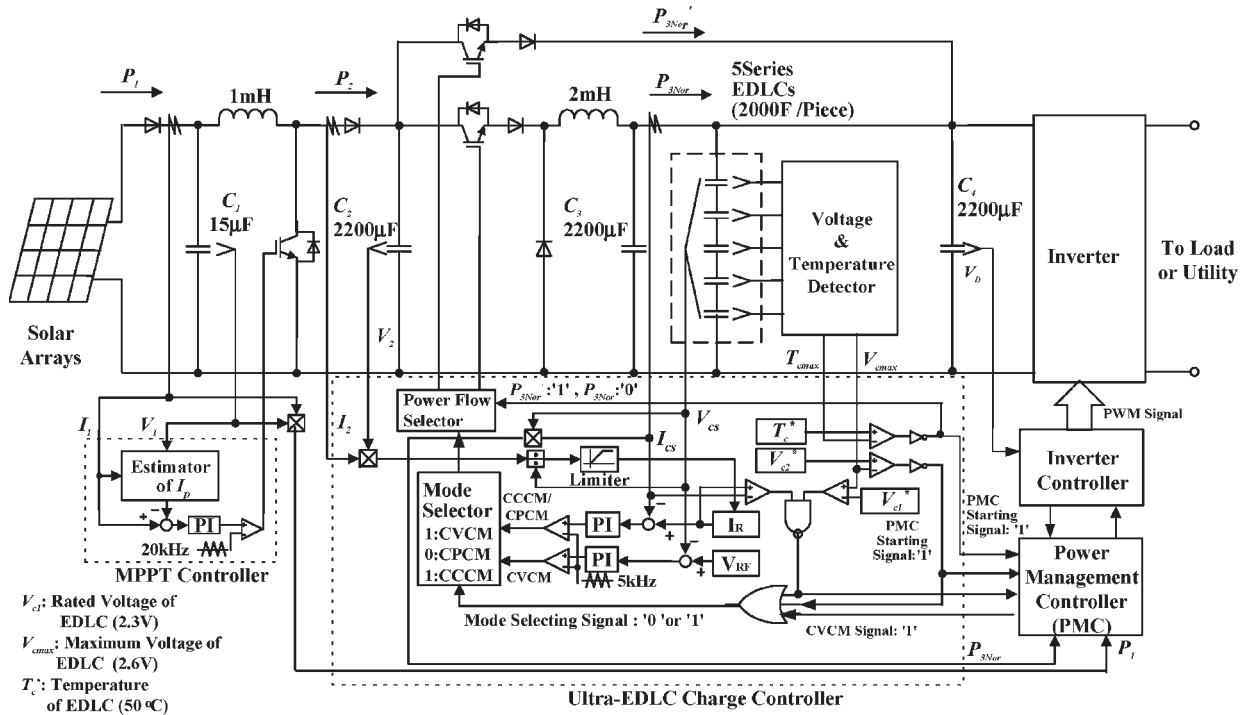 P3Nor'
P1
P2
P3Nor
5Series
EDLCs
(2000F /Piece)
1mH
2mH
C1
15µF
C2
2200µF
C3
2200µF
C4
2200µF
Voltage
&
Temperature
Detector
Inverter
To Load
or Utility
VD
Solar
Arrays
V2
Tcmax
Vcmax
P3Nor':'1' , P3Nor:'0'
Power Flow
Selector
PWM Signal
I1
V1
I2
Vcs
Ics
Tc*
Vc2*
Vc1*
Inverter
Controller
Estimator
of Ip
Limiter
Mode
Selector
1:CVCM
0:CPCM
1:CCCM
CCCM/
CPCM
CVCM
PI
IR
PI
VRF
5kHz
PMC
Starting
Signal:'1'
PMC
Starting
Signal: '1'
+
−
PI
20kHz
MPPT Controller
Power
Management
Controller
(PMC)
Mode Selecting Signal : '0 'or '1'
CVCM Signal: '1'
P3Nor
P1
Vc1: Rated Voltage of
EDLC (2.3V)
Vcmax: Maximum Voltage of
EDLC (2.6V)
Tc*: Temperature
of EDLC (50 °C)
Ultra-EDLC Charge Controller